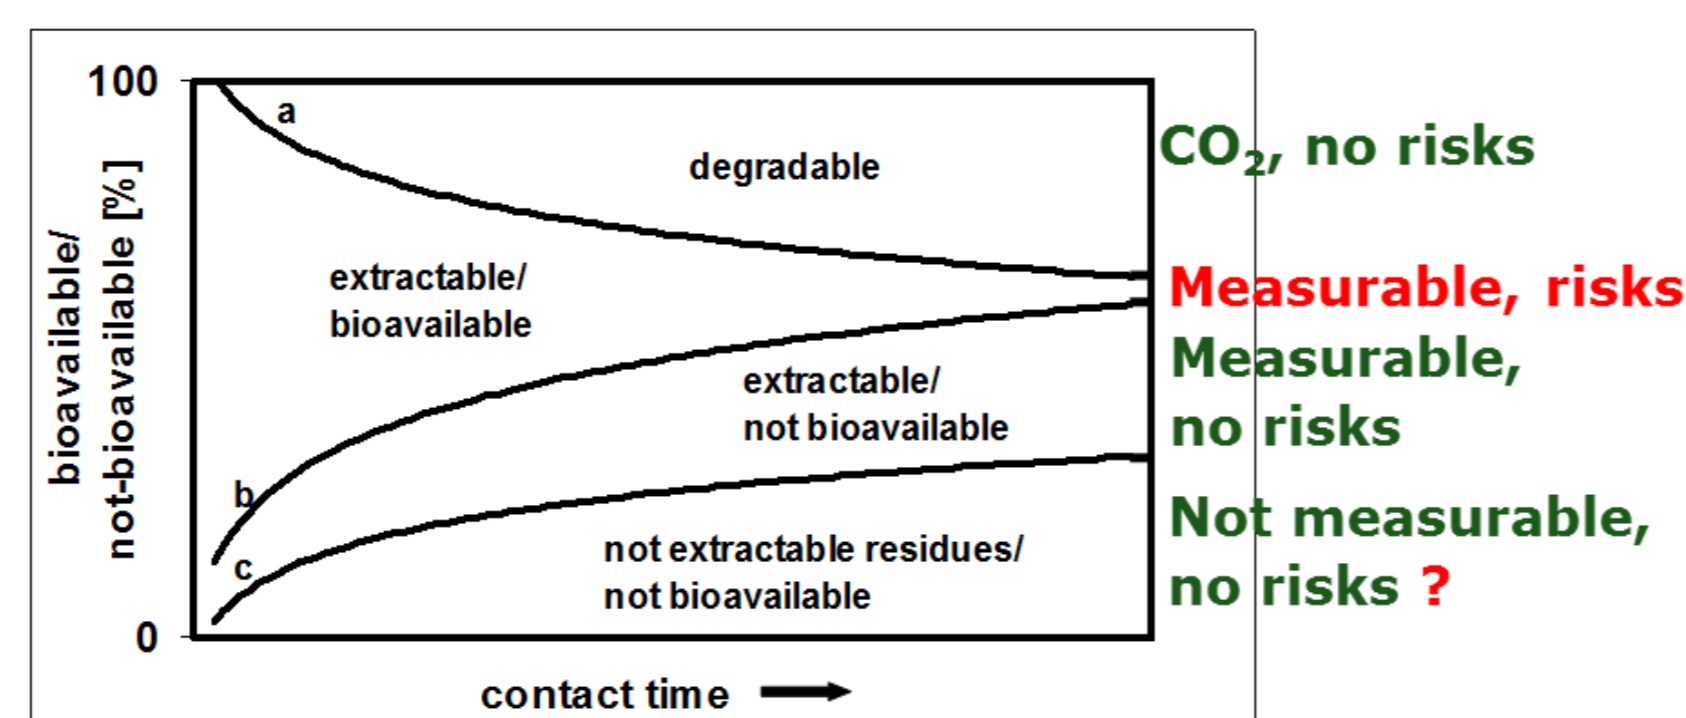 100
a
degradable
CO₂, no risks
bioavailable/
not-bioavailable [%]
extractable/
bioavailable
Measurable, risks
Measurable,
no risks
extractable/
not bioavailable
b
c
not extractable residues/
not bioavailable
Not measurable,
no risks ?
0
contact time